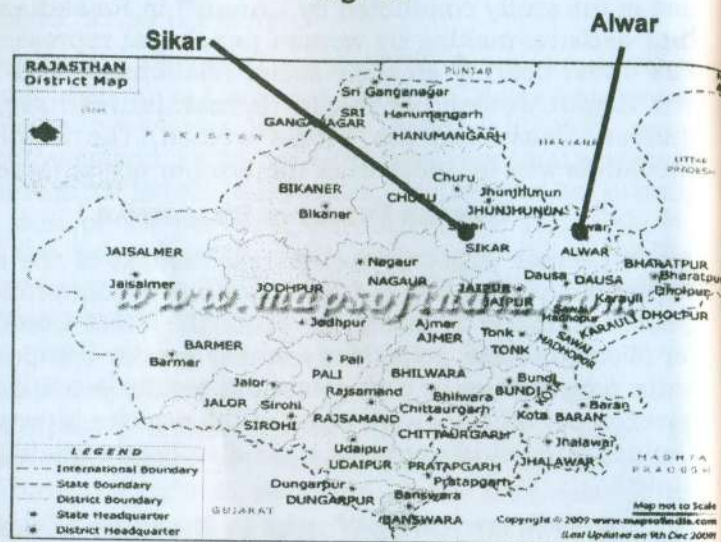 Sikar
Alwar
RAJASTHAN
District Map
PUNJAB
Sri Ganganagar
SRI
GANGANAGAR
Hanumangarh
HANUMANGARH
PAKISTAN
HARYANA
UTTAR
PRADESH
Churu
CHURU
Jhunjhunun
JHUNJHUNUN
BIKANER
Bikaner
SIKAR
ALWAR
JAISALMER
Jaisalmer
Nagaur
NAGAUR
JODHPUR
Jodhpur
JAIPUR
JAIPUR
Dausa
DAUSA
BHARATPUR
Bharatpur
Dholpur
DHOLPUR
Karauli
KARAULI
www.mapsofindia.com
Ajmer
AJMER
Tonk
TONK
Sawai
Madhopur
SAWAI
MADHOPUR
BARMER
Barmer
Pali
PALI
BHILWARA
Bhilwara
Bundi
BUNDI
Kota
KOTA
Baran
BARAN
Jalor
JALOR
Sirohi
SIROHI
Rajsamand
RAJSAMAND
Chittaurgarh
CHITTAURGARH
Jhalawar
JHALAWAR
Udaipur
UDAIPUR
PRATAPGARH
Pratapgarh
Dungarpur
DUNGARPUR
Banswara
BANSWARA
GUJARAT
MADHYA
PRADESH
LEGEND
International Boundary
State Boundary
District Boundary
State Headquarter
District Headquarter
Map not to Scale
Copyright © 2009 www.mapsofindia.com
(Last Updated on 9th Dec 2009)